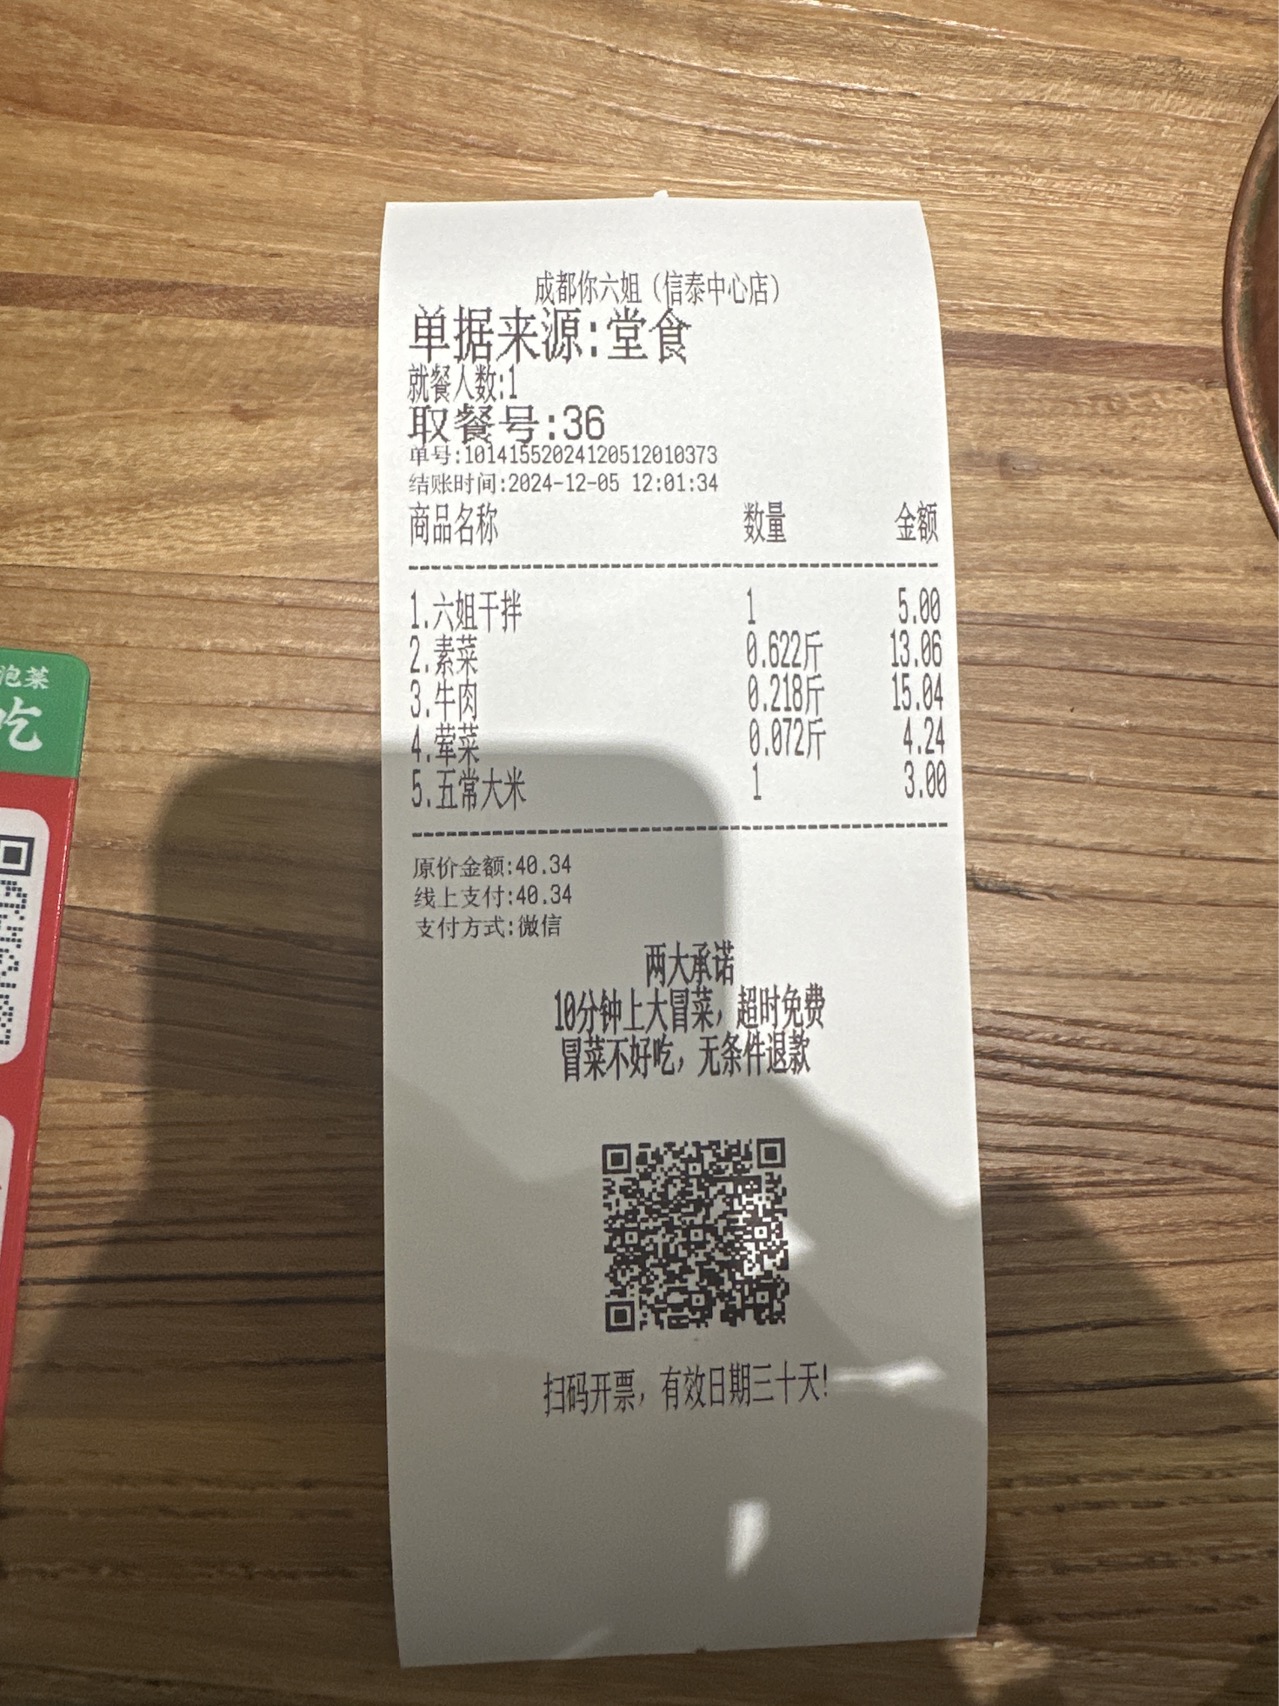 成都你六姐（信泰中心店）
单据来源:堂食
就餐人数:1
取餐号:36
单号:10141552024120512010373
结账时间:2024-12-05 12:01:34
商品名称 数量 金额
1.六姐干拌 1 5.00
2.素菜 0.622斤 13.06
3.牛肉 0.218斤 15.04
4.荤菜 0.072斤 4.24
5.五常大米 1 3.00
原价金额:40.34
线上支付:40.34
支付方式:微信
两大承诺
10分钟上大冒菜，超时免费
冒菜不好吃，无条件退款
扫码开票，有效日期三十天!
泡菜
吃